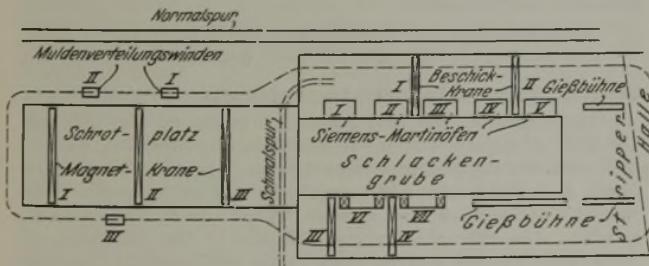 Normalspur,
Muldenverteilungswinden
II I
I Beschick-Krane II Gießbühne
I II III IV V
Schrot-platz
Siemens-Martinöfen
Magnet-Krane
Schlacken-
grube
Schmalspur,
I II III
VI VII
Gießbühne
III IV
III
Stripper Halle